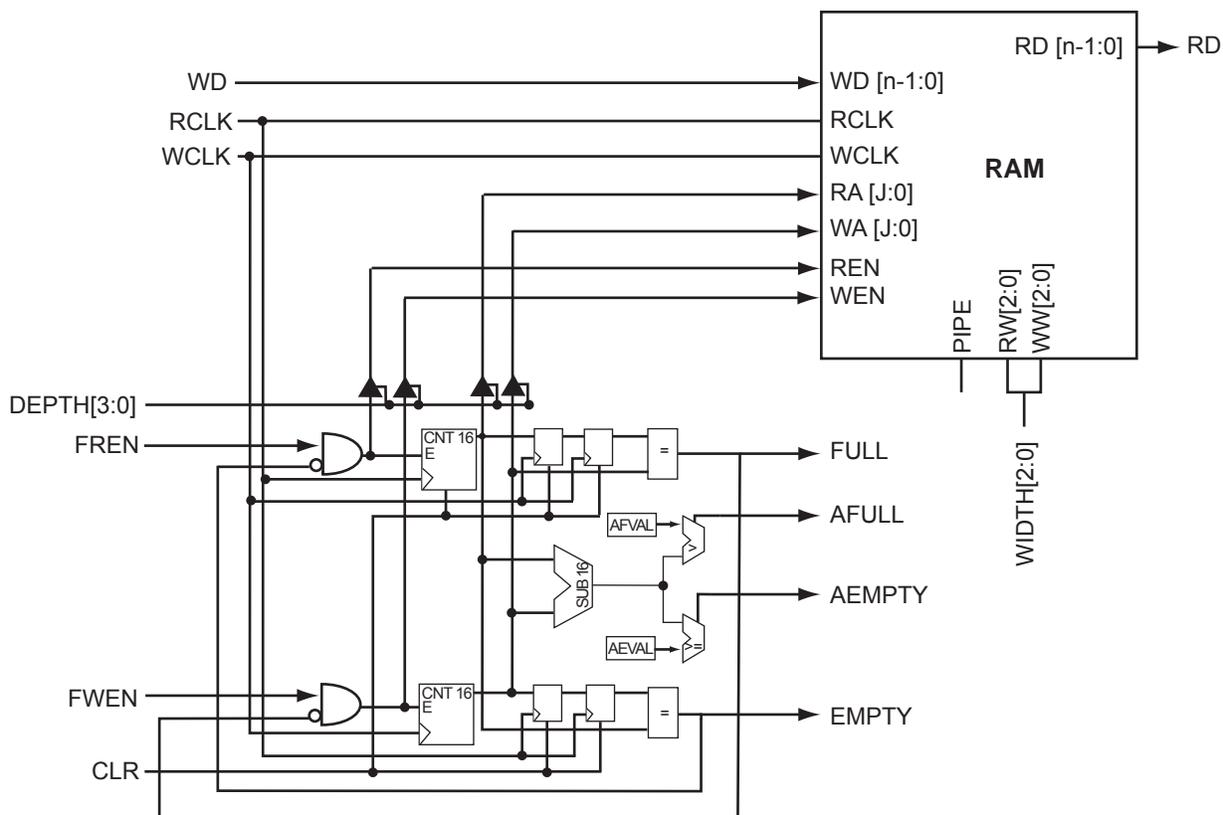 RD [n-1:0]
RD
WD
WD [n-1:0]
RCLK
RCLK
WCLK
WCLK
RAM
RA [J:0]
WA [J:0]
REN
WEN
PIPE
RW[2:0]
WW[2:0]
WIDTH[2:0]
DEPTH[3:0]
FREN
CNT 16
E
=
FULL
AFVAL
>
AFULL
SUB 16
AEMPTY
AEVAL
>=
FWEN
CNT 16
E
=
EMPTY
CLR